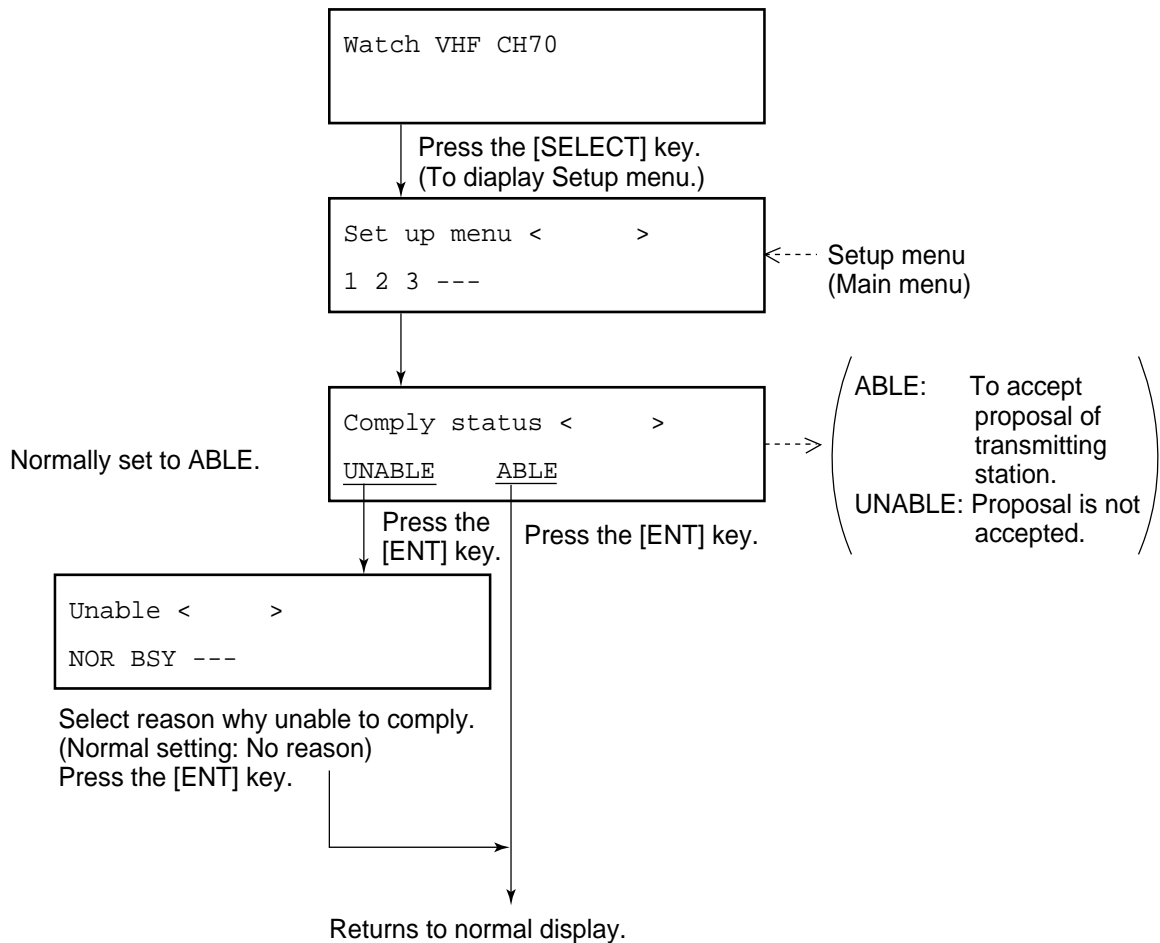 Watch VHF CH70
Press the [SELECT] key.
(To diaplay Setup menu.)
Set up menu <      >
1 2 3 ---
Setup menu
(Main menu)
Comply status <     >
UNABLE    ABLE
ABLE: To accept
proposal of
transmitting
station.
UNABLE: Proposal is not
accepted.
Normally set to ABLE.
Press the
[ENT] key.
Press the [ENT] key.
Unable <     >
NOR BSY ---
Select reason why unable to comply.
(Normal setting: No reason)
Press the [ENT] key.
Returns to normal display.